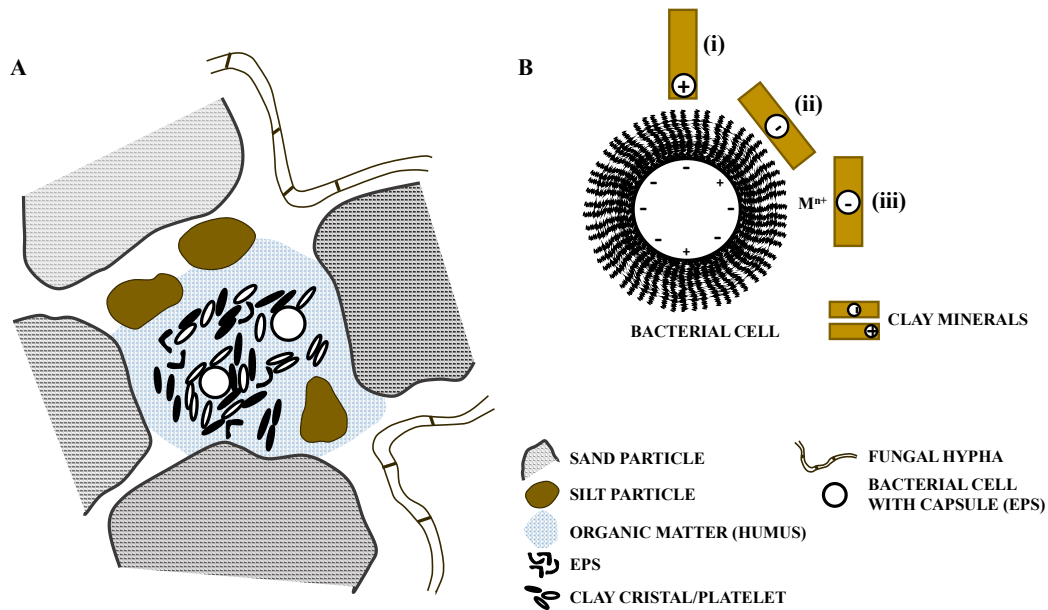 A
B
(i)
+
(ii)
-
Mⁿ⁺
-
(iii)
-
-
+
-
-
-
-
+
BACTERIAL CELL
CLAY MINERALS
SAND PARTICLE
SILT PARTICLE
ORGANIC MATTER (HUMUS)
EPS
CLAY CRISTAL/PLATELET
FUNGAL HYPHA
BACTERIAL CELL
WITH CAPSULE (EPS)